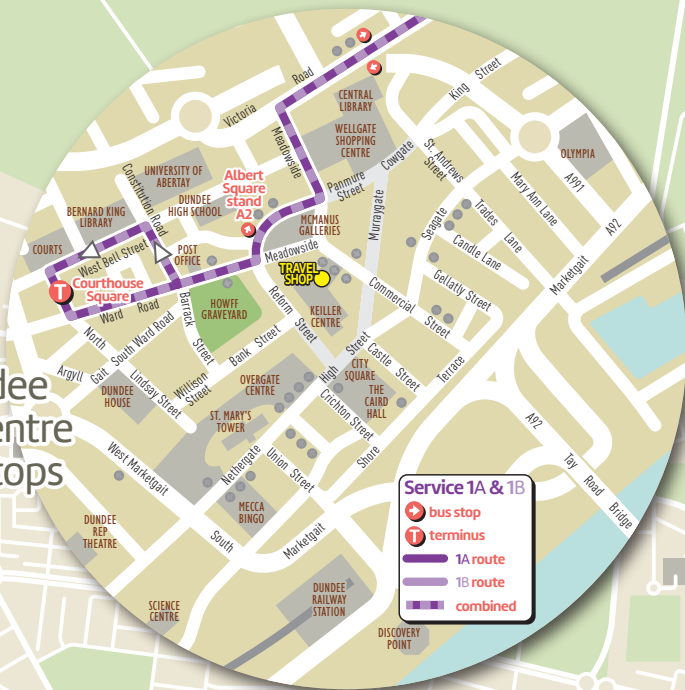 King Street
Road
Victoria
CENTRAL
LIBRARY
WELLGATE
SHOPPING
CENTRE
Meadowside
Cowgate
St. Andrews
Street
OLYMPIA
A991
Mary Ann Lane
A92
UNIVERSITY OF
ABERTAY
Constitution Road
Albert
Square
stand
A2
Panmure
Street
DUNDEE
HIGH SCHOOL
BERNARD KING
LIBRARY
MCMANUS
GALLERIES
Murraygate
Seagate
Trades
Lane
Candle Lane
Marketgait
COURTS
West Bell Street
POST
OFFICE
Meadowside
TRAVEL
SHOP
Gellatly Street
T
Courthouse
Square
Ward Road
Barrack
Street
HOWFF
GRAVEYARD
Reform Street
KEILLER
CENTRE
Commercial
Street
North
Lindsay Street
South Ward Road
Argyll Gait
Willison
Street
Bank Street
High Street
CITY
SQUARE
Castle Street
Terrace
DUNDEE
HOUSE
OVERGATE
CENTRE
THE
CAIRD
HALL
Crichton Street
dee
entre
tops
ST. MARY'S
TOWER
Nethergate
Union Street
Shore
A92
Tay Road
Bridge
West Marketgait
MECCA
BINGO
South
Marketgait
DUNDEE
REP
THEATRE
SCIENCE
CENTRE
DUNDEE
RAILWAY
STATION
DISCOVERY
POINT
Service 1A & 1B
bus stop
T terminus
1A route
1B route
combined